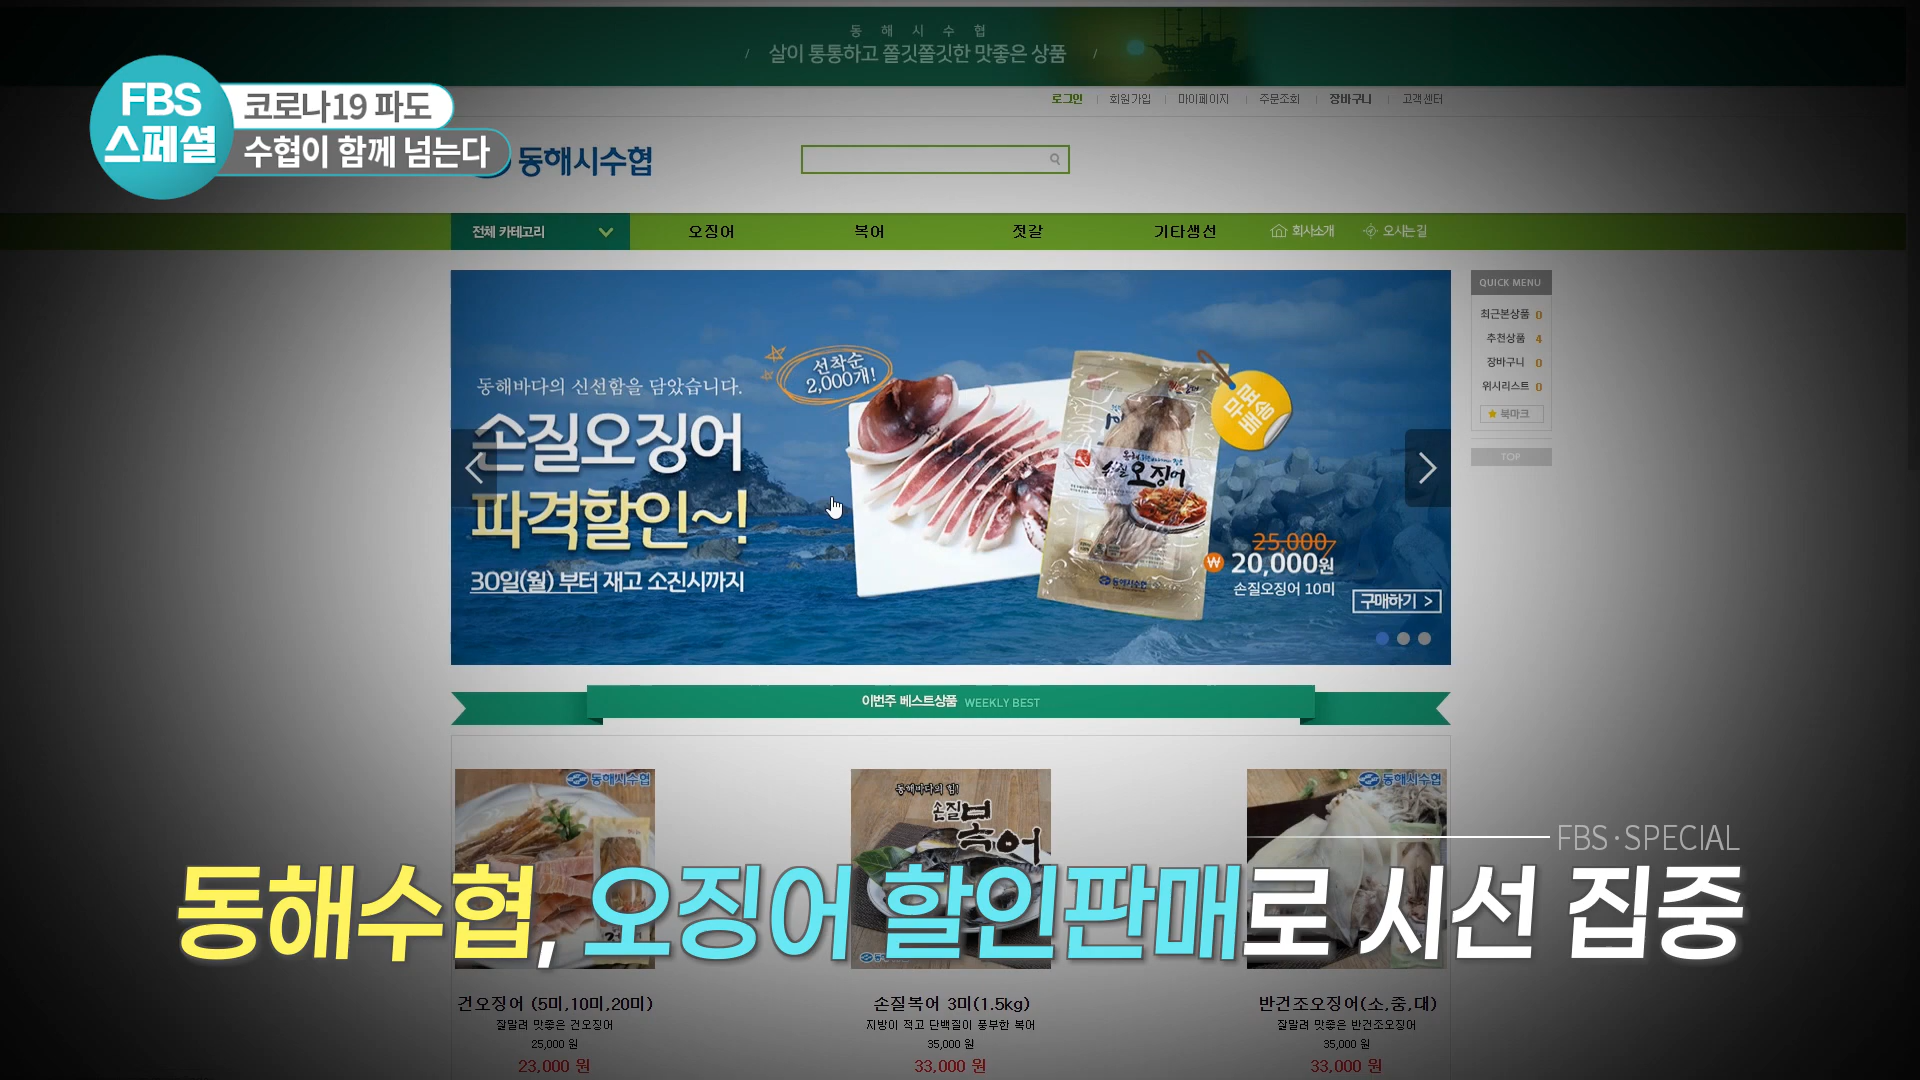 동 해 시 수 협
/ 살이 통통하고 쫄깃쫄깃한 맛좋은 상품 /
FBS
스페셜
코로나19 파도
수협이 함께 넘는다
로그인 | 회원가입 | 마이페이지 | 주문조회 | 장바구니 | 고객센터
동해시수협
전체 카테고리 오징어 복어 젓갈 기타생선 회사소개 오시는길
QUICK MENU
최근본상품 0
추천상품 4
장바구니 0
위시리스트 0
북마크
TOP
선착순
2,000개!
동해바다의 신선함을 담았습니다.
손질오징어
파격할인~!
30일(월) 부터 재고 소진시까지
손질오징어
동해시수협
25,000
₩ 20,000원
손질오징어 10미
구매하기 >
이번주 베스트상품 WEEKLY BEST
동해시수협
동해바다의 힘!
손질
복어
동해시수협
FBS·SPECIAL
동해수협, 오징어 할인판매로 시선 집중
건오징어 (5미,10미,20미)
잘말려 맛좋은 건오징어
25,000 원
23,000 원
손질복어 3미(1.5kg)
지방이 적고 단백질이 풍부한 복어
35,000 원
33,000 원
반건조오징어(소,중,대)
잘말려 맛좋은 반건조오징어
35,000 원
33,000 원